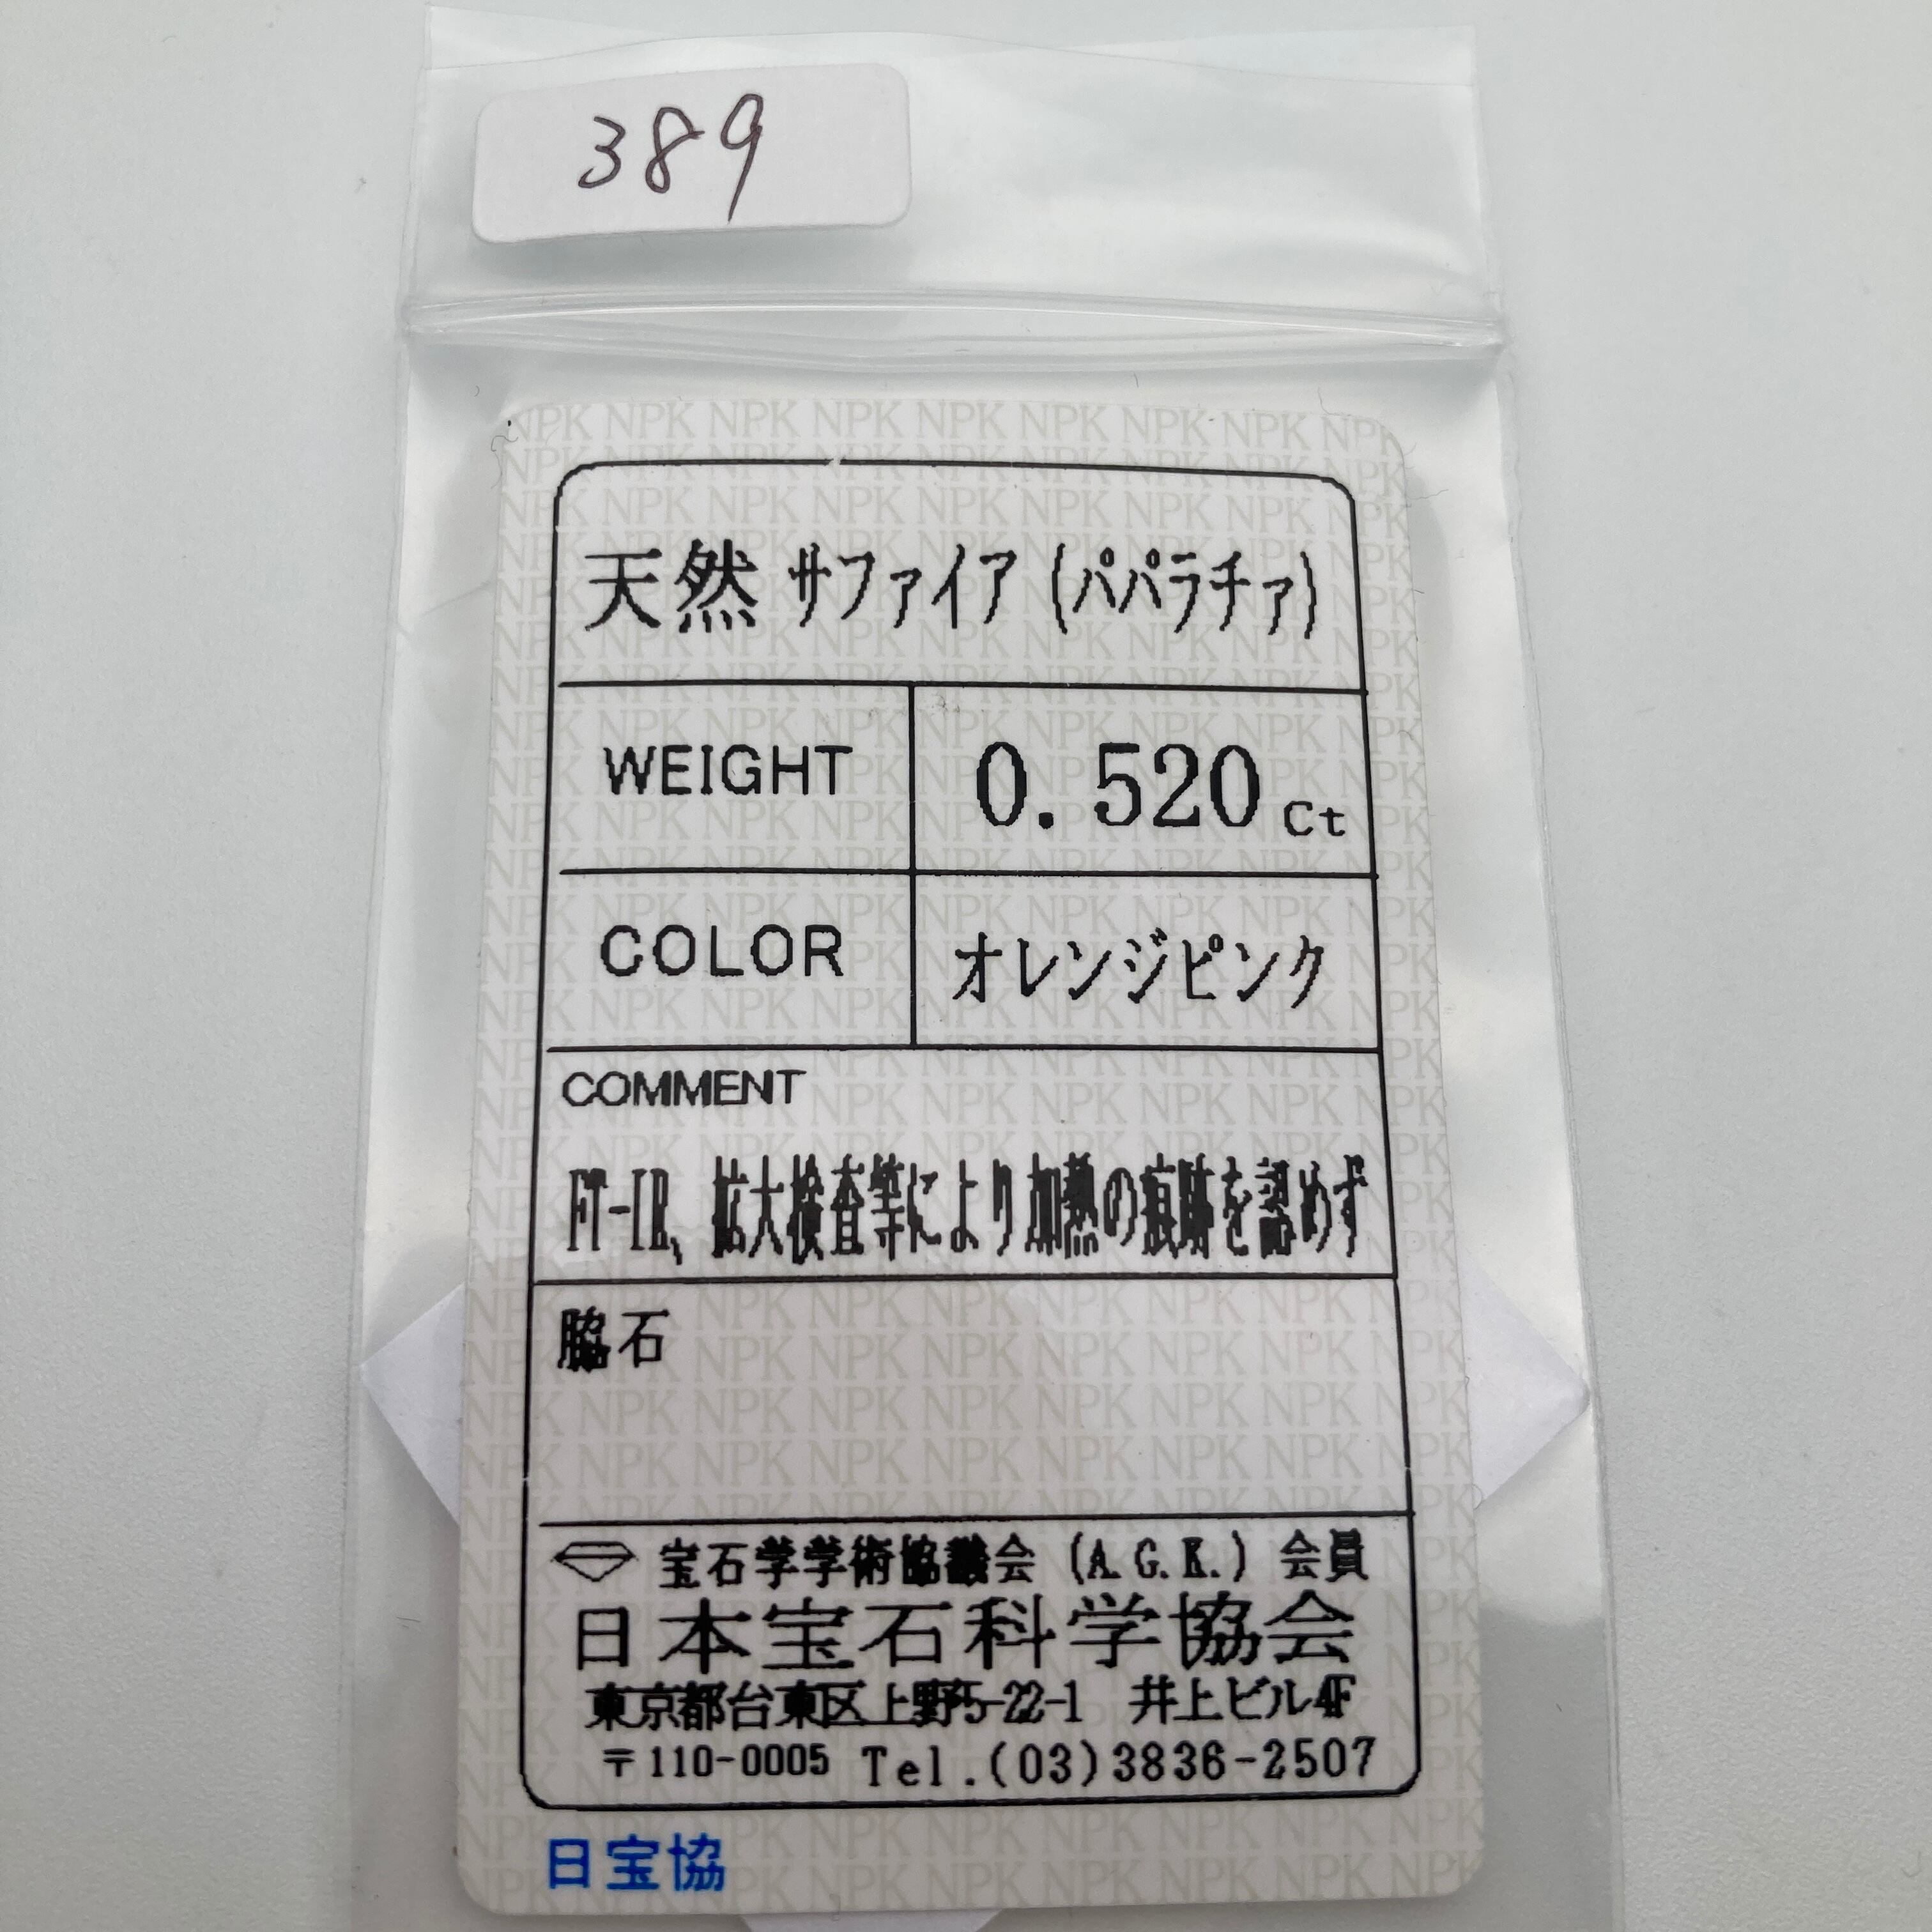 389
天然 サファイア (パパラチァ)
WEIGHT 0.520 Ct
COLOR オレンジピンク
COMMENT
FT-IR、拡大検査等により加熱の痕跡を認めず
脇石
宝石学学術協議会 (A.G.K.) 会員
日本宝石科学協会
東京都台東区上野5-22-1 井上ビル4F
〒110-0005 Tel.(03)3836-2507
日宝協
NPK